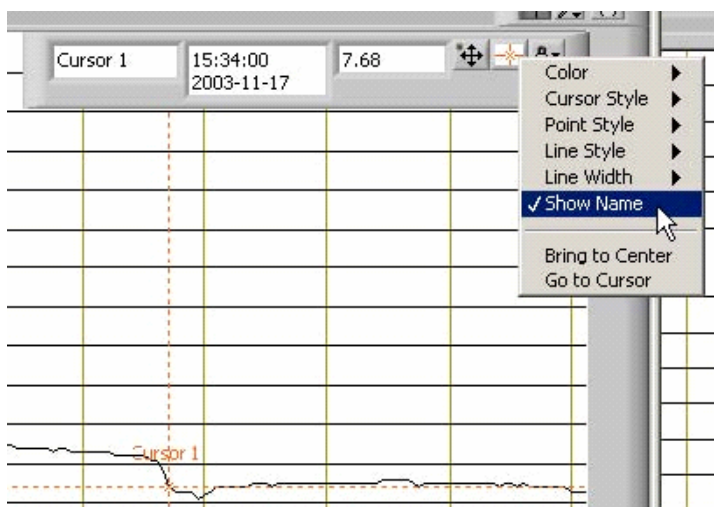 Cursor 1
15:34:00
2003-11-17
7.68
Color
Cursor Style
Point Style
Line Style
Line Width
Show Name
Bring to Center
Go to Cursor
Cursor 1